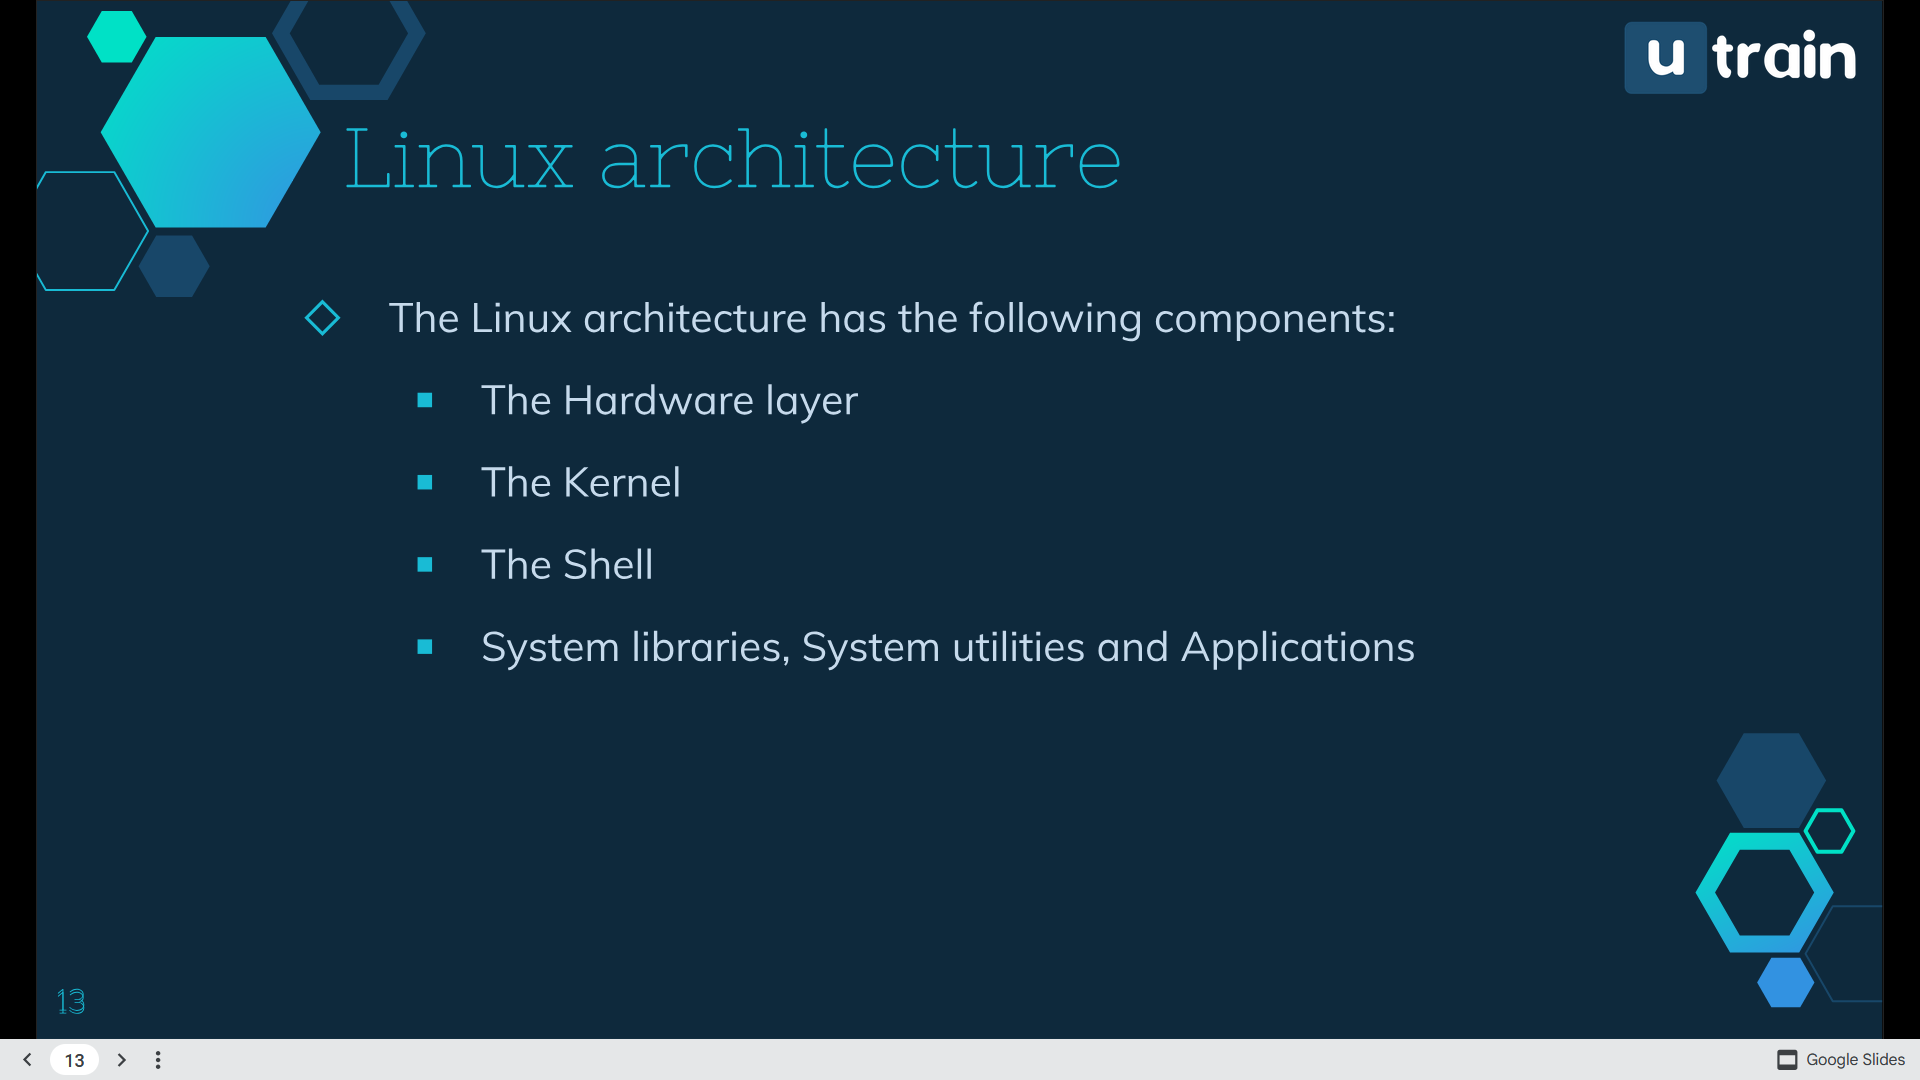 u train
Linux architecture
The Linux architecture has the following components:
The Hardware layer
The Kernel
The Shell
System libraries, System utilities and Applications
13
13
Google Slides